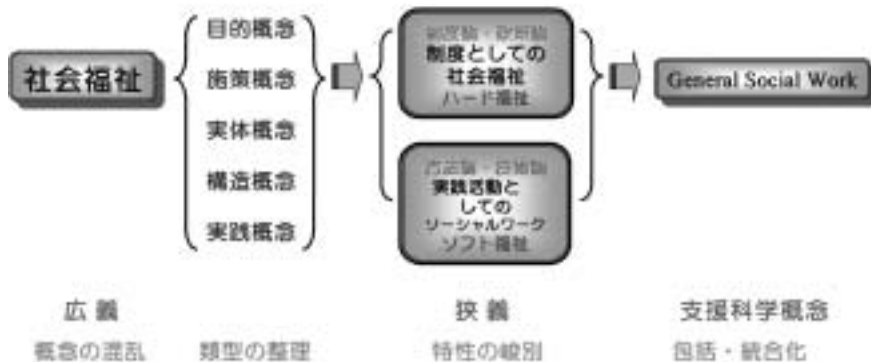 社会福祉
目的概念
施策概念
実体概念
構造概念
実践概念
制度としての
社会福祉
ハード福祉
実践活動と
しての
ソーシャルワーク
ソフト福祉
General Social Work
広義
狭義
支援科学概念
概念の混乱
類型の整理
特性の峻別
包括・統合化